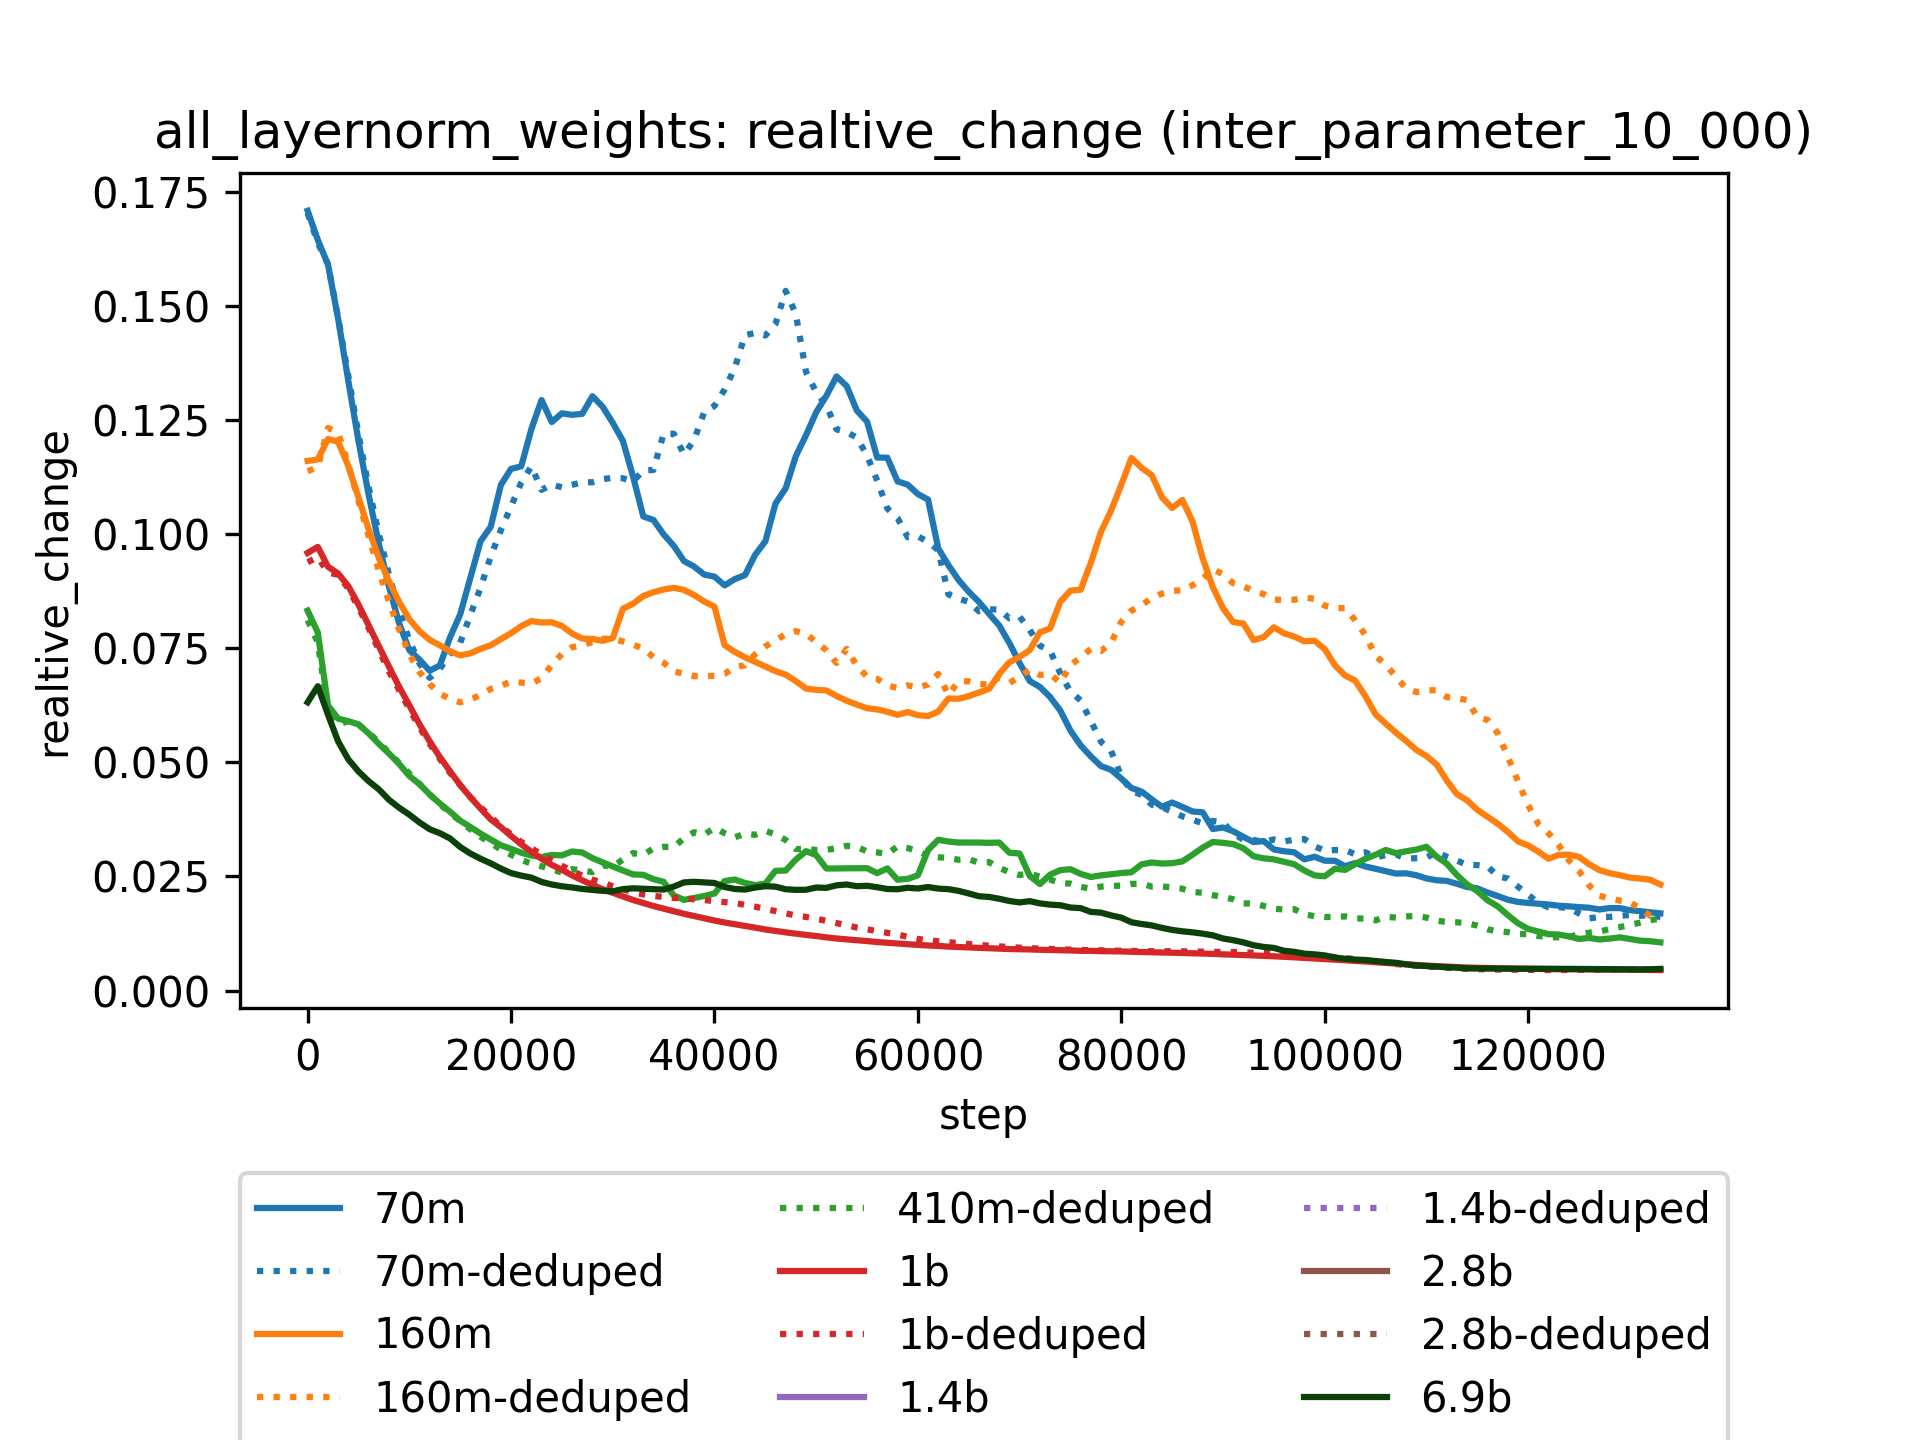 all_layernorm_weights: realtive_change (inter_parameter_10_000)
0.175
0.150
0.125
0.100
0.075
0.050
0.025
0.000
realtive_change
0 20000 40000 60000 80000 100000 120000
step
70m
70m-deduped
160m
160m-deduped
410m-deduped
1b
1b-deduped
1.4b
1.4b-deduped
2.8b
2.8b-deduped
6.9b